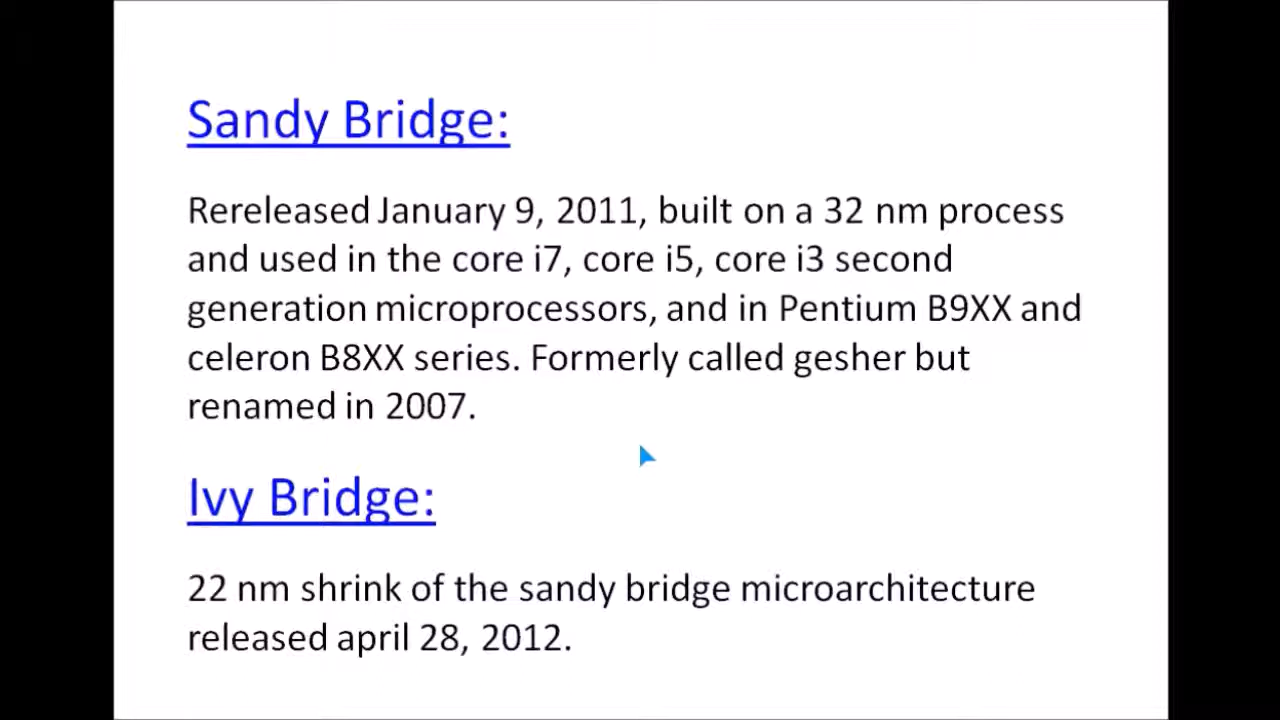 Sandy Bridge:
Rereleased January 9, 2011, built on a 32 nm process
and used in the core i7, core i5, core i3 second
generation microprocessors, and in Pentium B9XX and
celeron B8XX series. Formerly called gesher but
renamed in 2007.
Ivy Bridge:
22 nm shrink of the sandy bridge microarchitecture
released april 28, 2012.